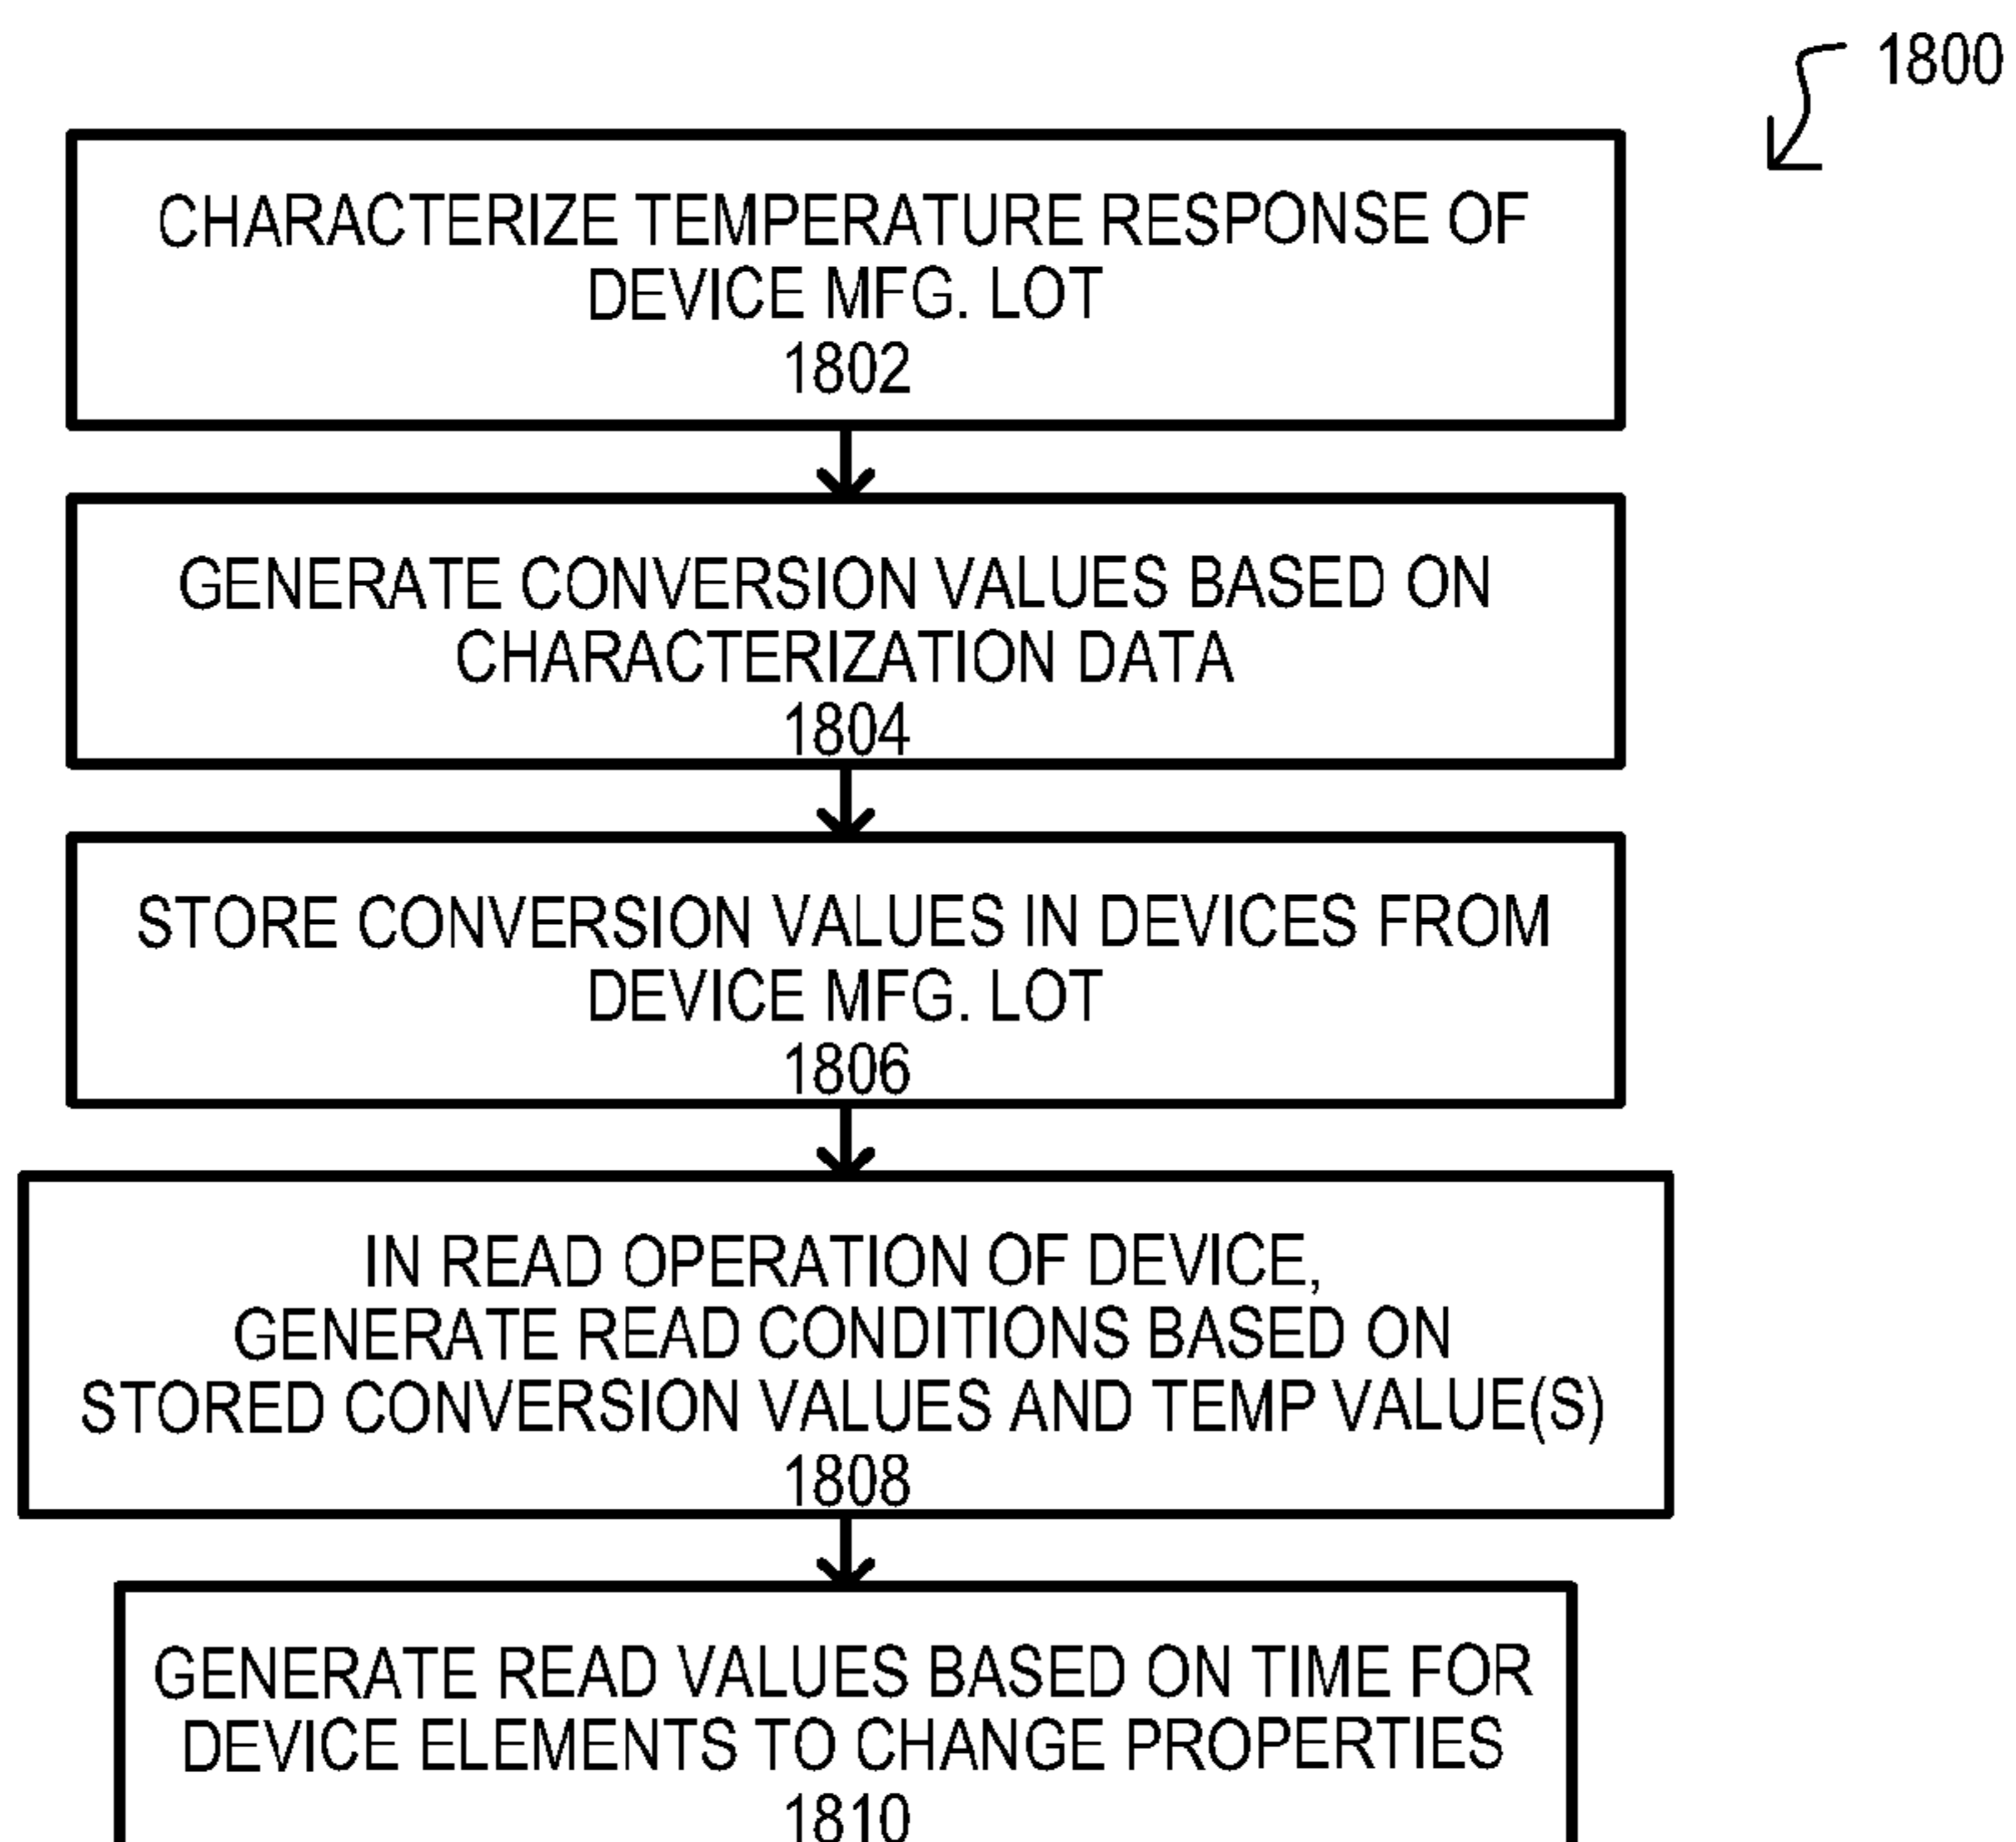 1800
CHARACTERIZE TEMPERATURE RESPONSE OF
DEVICE MFG. LOT
1802
GENERATE CONVERSION VALUES BASED ON
CHARACTERIZATION DATA
1804
STORE CONVERSION VALUES IN DEVICES FROM
DEVICE MFG. LOT
1806
IN READ OPERATION OF DEVICE,
GENERATE READ CONDITIONS BASED ON
STORED CONVERSION VALUES AND TEMP VALUE(S)
1808
GENERATE READ VALUES BASED ON TIME FOR
DEVICE ELEMENTS TO CHANGE PROPERTIES
1810